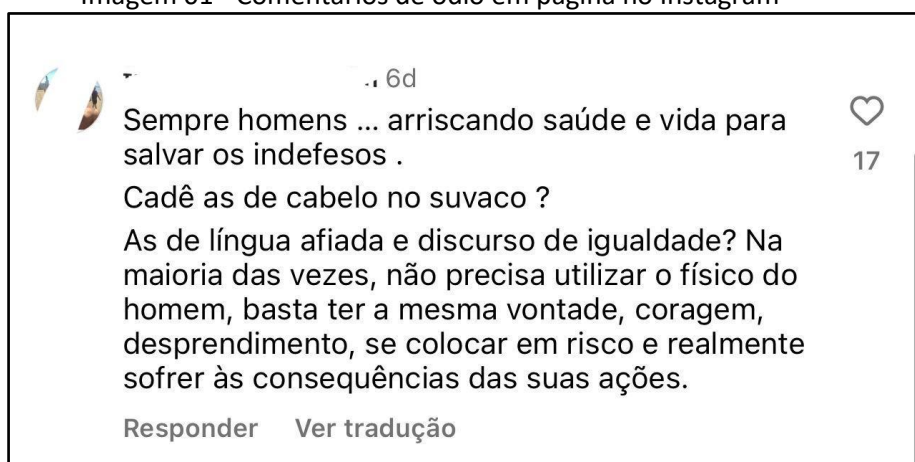 Imagem 01 - Comentários de ódio em página no Instagram
6d
Sempre homens ... arriscando saúde e vida para
salvar os indefesos .
17
Cadê as de cabelo no suvaco ?
As de língua afiada e discurso de igualdade? Na
maioria das vezes, não precisa utilizar o físico do
homem, basta ter a mesma vontade, coragem,
desprendimento, se colocar em risco e realmente
sofrer às consequências das suas ações.
Responder Ver tradução